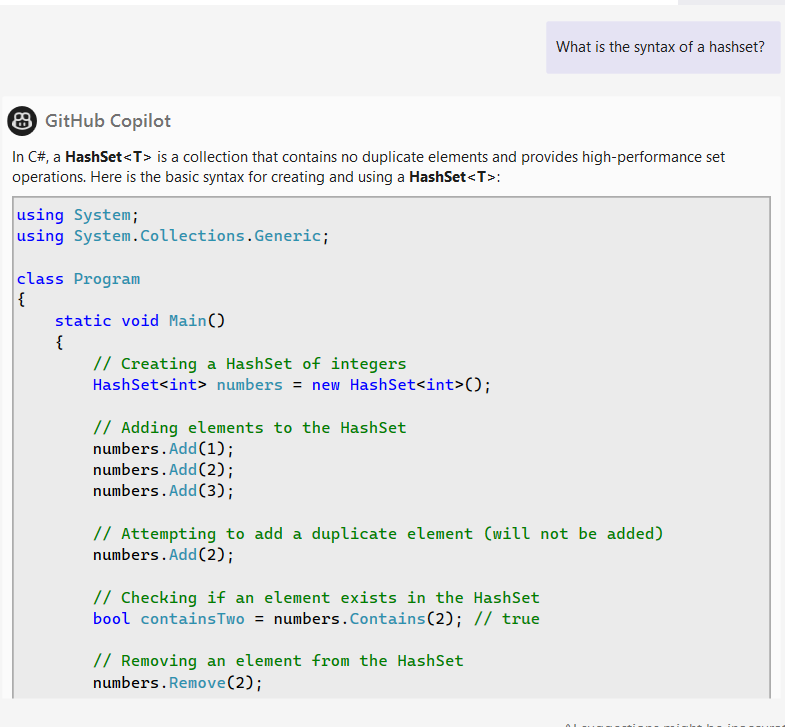 What is the syntax of a hashset?
GitHub Copilot
In C#, a HashSet<T> is a collection that contains no duplicate elements and provides high-performance set
operations. Here is the basic syntax for creating and using a HashSet<T>:
using System;
using System.Collections.Generic;
class Program
{
    static void Main()
    {
        // Creating a HashSet of integers
        HashSet<int> numbers = new HashSet<int>();
        // Adding elements to the HashSet
        numbers.Add(1);
        numbers.Add(2);
        numbers.Add(3);
        // Attempting to add a duplicate element (will not be added)
        numbers.Add(2);
        // Checking if an element exists in the HashSet
        bool containsTwo = numbers.Contains(2); // true
        // Removing an element from the HashSet
        numbers.Remove(2);
AI suggestions might be